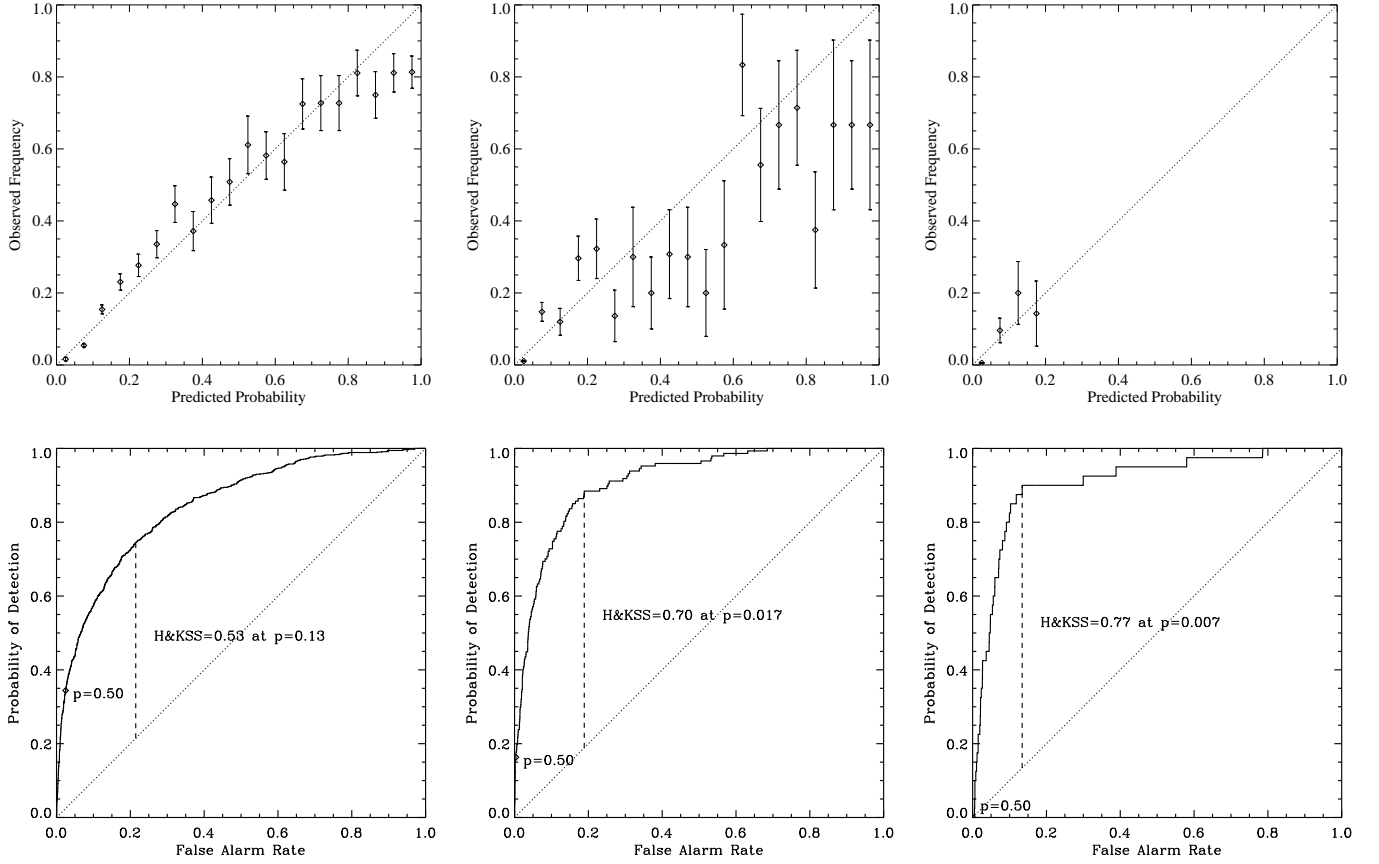 1.0
0.8
0.6
0.4
0.2
0.0
Observed Frequency
0.0 0.2 0.4 0.6 0.8 1.0
Predicted Probability
1.0
0.8
0.6
0.4
0.2
0.0
Observed Frequency
0.0 0.2 0.4 0.6 0.8 1.0
Predicted Probability
1.0
0.8
0.6
0.4
0.2
0.0
Observed Frequency
0.0 0.2 0.4 0.6 0.8 1.0
Predicted Probability
1.0
0.8
0.6
0.4
0.2
0.0
Probability of Detection
H&KSS=0.53 at p=0.13
p=0.50
0.0 0.2 0.4 0.6 0.8 1.0
False Alarm Rate
1.0
0.8
0.6
0.4
0.2
0.0
Probability of Detection
H&KSS=0.70 at p=0.017
p=0.50
0.0 0.2 0.4 0.6 0.8 1.0
False Alarm Rate
1.0
0.8
0.6
0.4
0.2
0.0
Probability of Detection
H&KSS=0.77 at p=0.007
p=0.50
0.0 0.2 0.4 0.6 0.8 1.0
False Alarm Rate